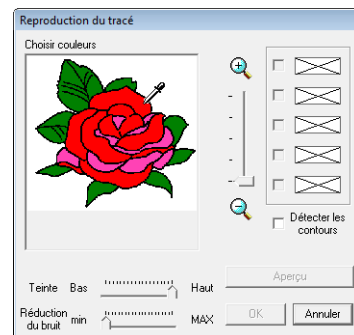 Reproduction du tracé
Choisir couleurs
Détecter les
contours
Aperçu
Teinte Bas Haut
Réduction
du bruit min MAX
OK Annuler